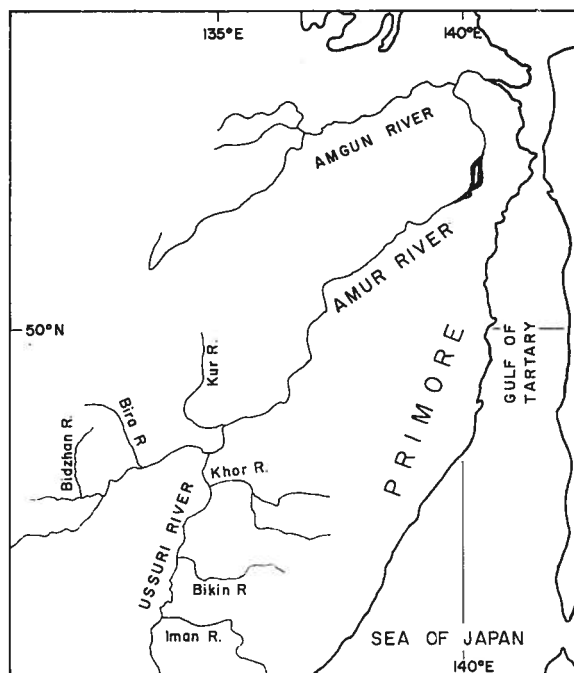 135°E
140°E
AMGUN RIVER
AMUR RIVER
50°N
Kur R.
PRIMORE
GULF OF
TARTARY
Bira R
Bidzhan R.
Khor R.
USSURI RIVER
Bikin R
Iman R.
SEA OF JAPAN
140°E